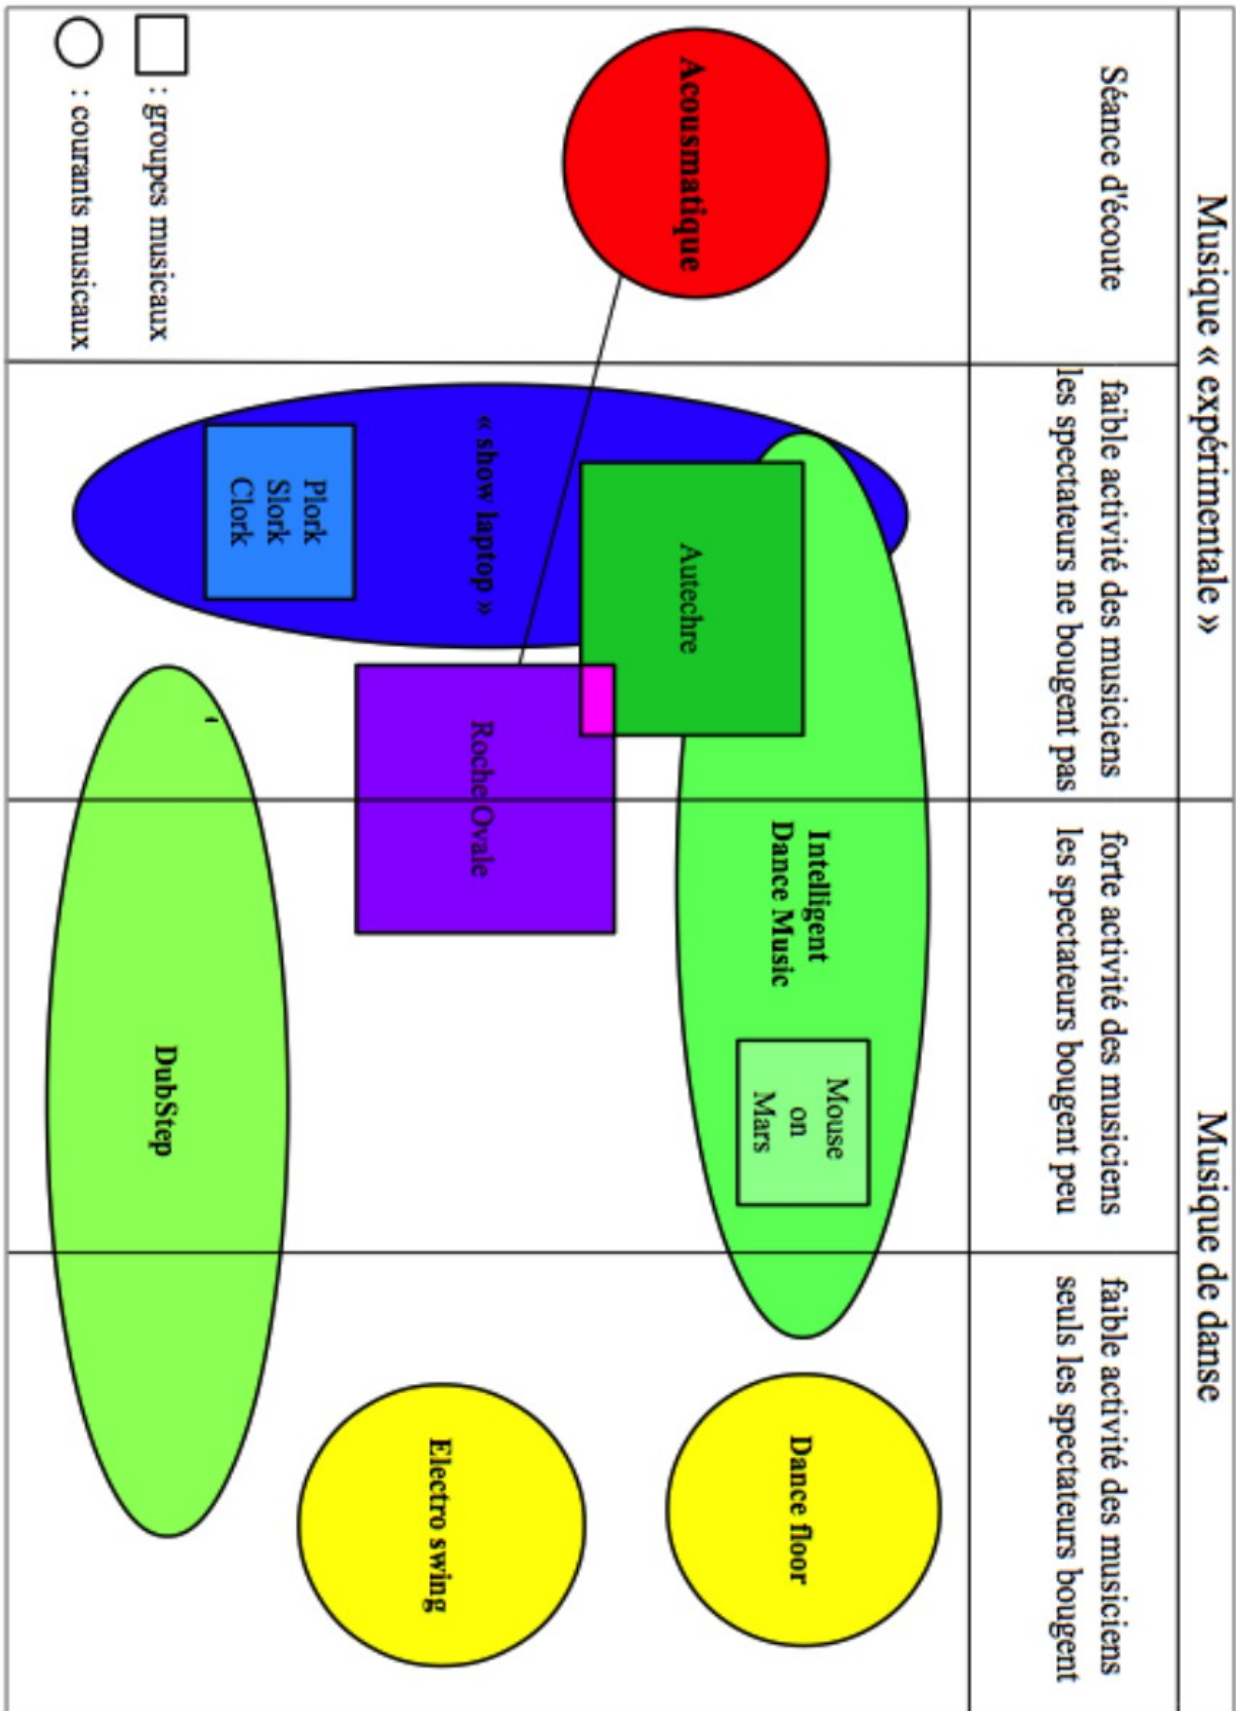 Musique « expérimentale »
Musique de danse
Séance d'écoute
faible activité des musiciens
les spectateurs ne bougent pas
forte activité des musiciens
les spectateurs bougent peu
faible activité des musiciens
seuls les spectateurs bougent
Acousmatique
Autechre
Intelligent
Dance Music
Mouse
on
Mars
Dance floor
« show laptop »
Roche Ovale
Electro swing
Plork
Slork
Clork
DubStep
: groupes musicaux
: courants musicaux